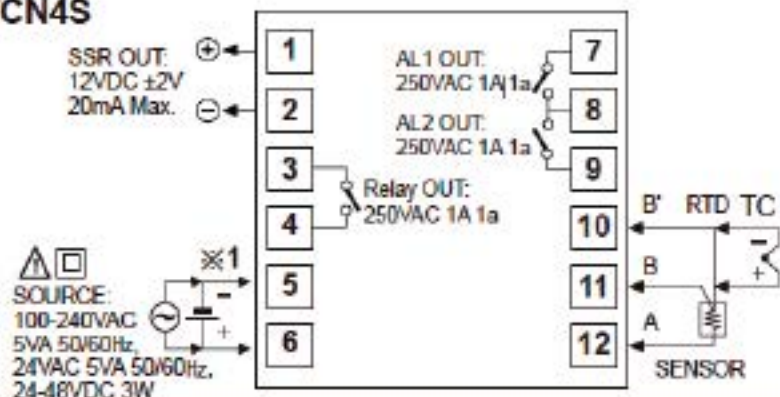 CN4S
SSR OUT:
12VDC ±2V
20mA Max.
+
−
1
2
3
4
5
6
Relay OUT:
250VAC 1A 1a
AL1 OUT:
250VAC 1A 1a
AL2 OUT:
250VAC 1A 1a
7
8
9
10
11
12
B' RTD TC
B
A
−
+
SENSOR
※1
−
+
SOURCE:
100-240VAC
5VA 50/60Hz,
24VAC 5VA 50/60Hz,
24-48VDC 3W